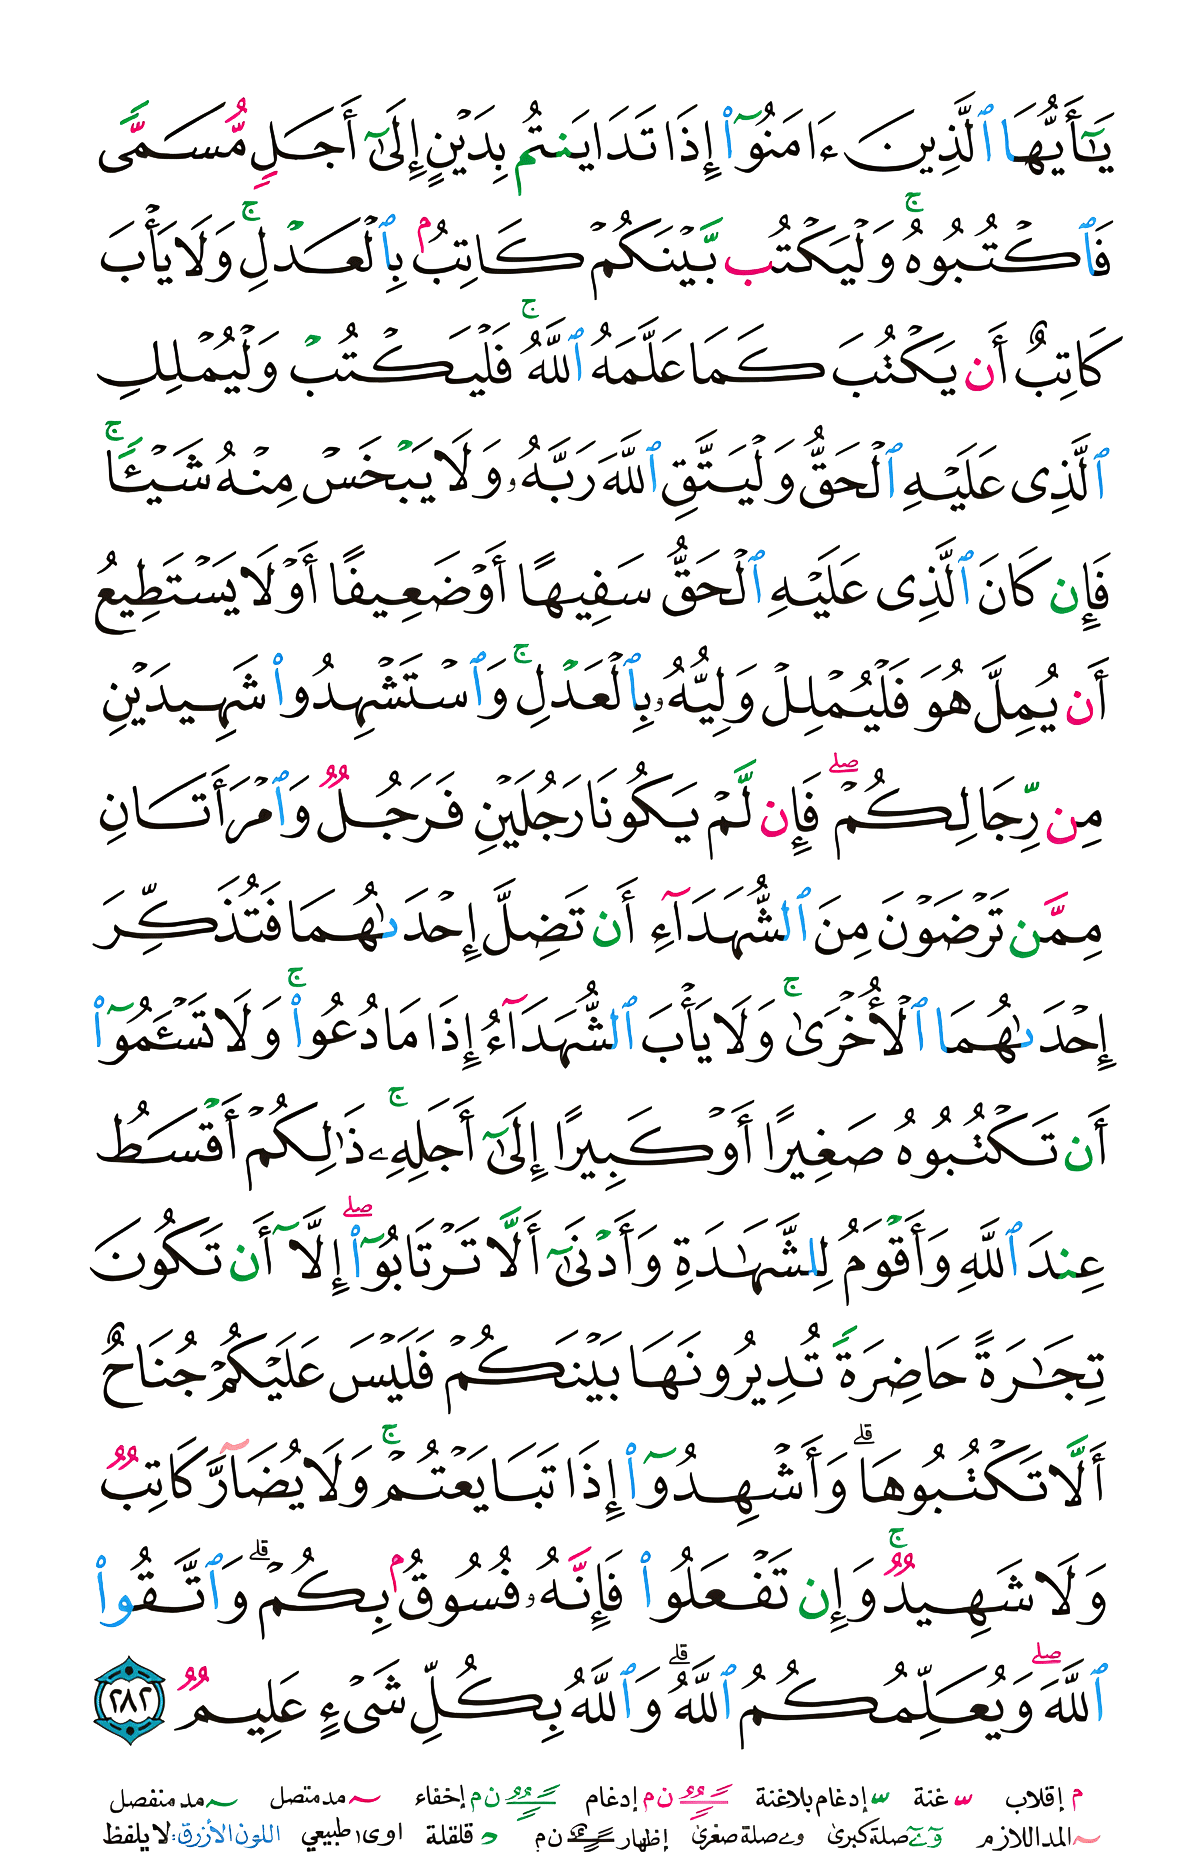 يَٰٓأَيُّهَا ٱلَّذِينَ ءَامَنُوٓا۟ إِذَا تَدَايَنتُم بِدَيْنٍ إِلَىٰٓ أَجَلٍ مُّسَمًّى
فَٱكْتُبُوهُ ۚ وَلْيَكْتُب بَّيْنَكُمْ كَاتِبٌۢ بِٱلْعَدْلِ ۚ وَلَا يَأْبَ
كَاتِبٌ أَن يَكْتُبَ كَمَا عَلَّمَهُ ٱللَّهُ ۚ فَلْيَكْتُبْ وَلْيُمْلِلِ
ٱلَّذِى عَلَيْهِ ٱلْحَقُّ وَلْيَتَّقِ ٱللَّهَ رَبَّهُۥ وَلَا يَبْخَسْ مِنْهُ شَيْـًٔا ۚ
فَإِن كَانَ ٱلَّذِى عَلَيْهِ ٱلْحَقُّ سَفِيهًا أَوْ ضَعِيفًا أَوْ لَا يَسْتَطِيعُ
أَن يُمِلَّ هُوَ فَلْيُمْلِلْ وَلِيُّهُۥ بِٱلْعَدْلِ ۚ وَٱسْتَشْهِدُوا۟ شَهِيدَيْنِ
مِن رِّجَالِكُمْ ۖ فَإِن لَّمْ يَكُونَا رَجُلَيْنِ فَرَجُلٌ وَٱمْرَأَتَانِ
مِمَّن تَرْضَوْنَ مِنَ ٱلشُّهَدَآءِ أَن تَضِلَّ إِحْدَىٰهُمَا فَتُذَكِّرَ
إِحْدَىٰهُمَا ٱلْأُخْرَىٰ ۚ وَلَا يَأْبَ ٱلشُّهَدَآءُ إِذَا مَا دُعُوا۟ ۚ وَلَا تَسْـَٔمُوٓا۟
أَن تَكْتُبُوهُ صَغِيرًا أَوْ كَبِيرًا إِلَىٰٓ أَجَلِهِۦ ۚ ذَٰلِكُمْ أَقْسَطُ
عِندَ ٱللَّهِ وَأَقْوَمُ لِلشَّهَٰدَةِ وَأَدْنَىٰٓ أَلَّا تَرْتَابُوٓا۟ ۖ إِلَّآ أَن تَكُونَ
تِجَٰرَةً حَاضِرَةً تُدِيرُونَهَا بَيْنَكُمْ فَلَيْسَ عَلَيْكُمْ جُنَاحٌ
أَلَّا تَكْتُبُوهَا ۗ وَأَشْهِدُوٓا۟ إِذَا تَبَايَعْتُمْ ۚ وَلَا يُضَآرَّ كَاتِبٌ
وَلَا شَهِيدٌ ۚ وَإِن تَفْعَلُوا۟ فَإِنَّهُۥ فُسُوقٌۢ بِكُمْ ۗ وَٱتَّقُوا۟
ٱللَّهَ ۖ وَيُعَلِّمُكُمُ ٱللَّهُ ۗ وَٱللَّهُ بِكُلِّ شَىْءٍ عَلِيمٌ ٢٨٢
م إقلاب غنة إدغام بلاغنة ن م إدغام ن م إخفاء مد متصل مد منفصل
المد اللازم صلة كبرى و ے صلة صغرى إظهار ن م قلقلة ا و ى طبيعي اللون الأزرق: لا يلفظ